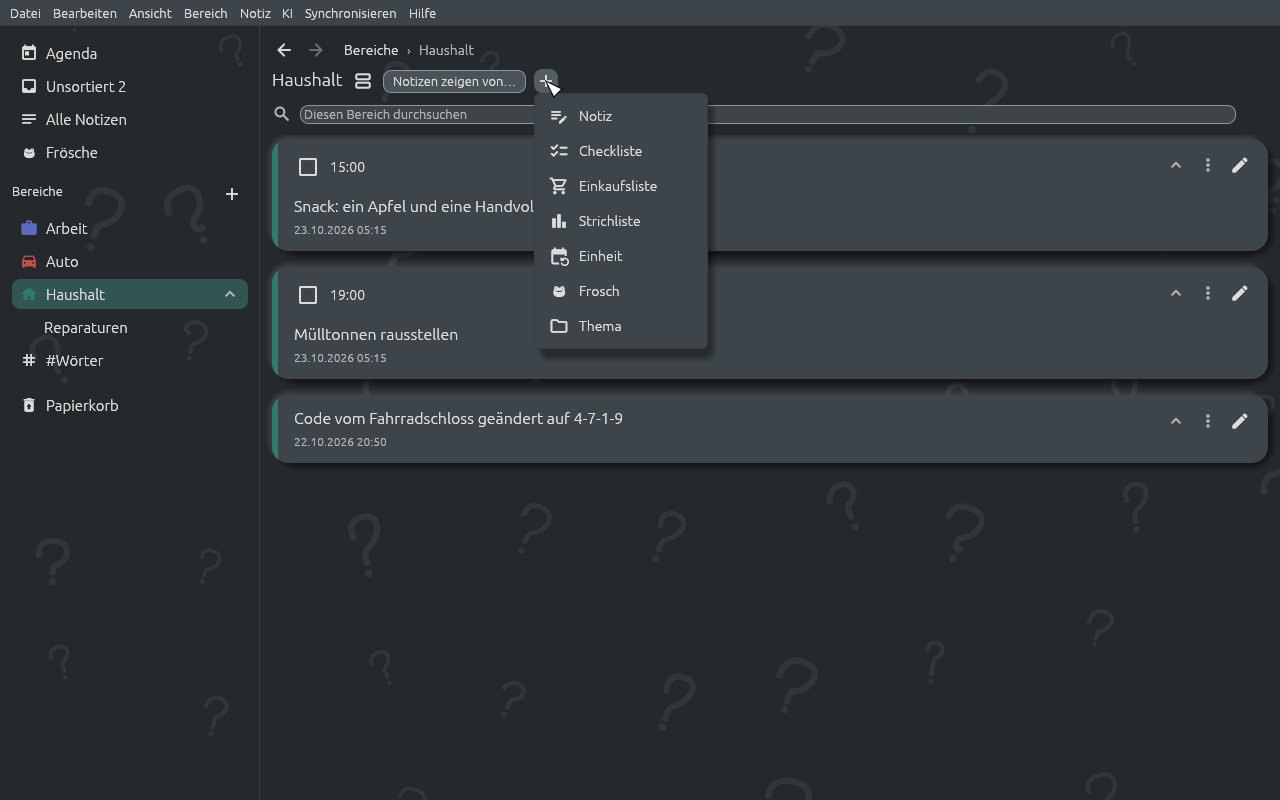 Datei Bearbeiten Ansicht Bereich Notiz KI Synchronisieren Hilfe
Agenda
Unsortiert 2
Alle Notizen
Frösche
Bereiche
Arbeit
Auto
Haushalt
Reparaturen
#Wörter
Papierkorb
Bereiche › Haushalt
Haushalt Notizen zeigen von...
Diesen Bereich durchsuchen
Notiz
Checkliste
Einkaufsliste
Strichliste
Einheit
Frosch
Thema
15:00
Snack: ein Apfel und eine Handvol
23.10.2026 05:15
19:00
Mülltonnen rausstellen
23.10.2026 05:15
Code vom Fahrradschloss geändert auf 4-7-1-9
22.10.2026 20:50